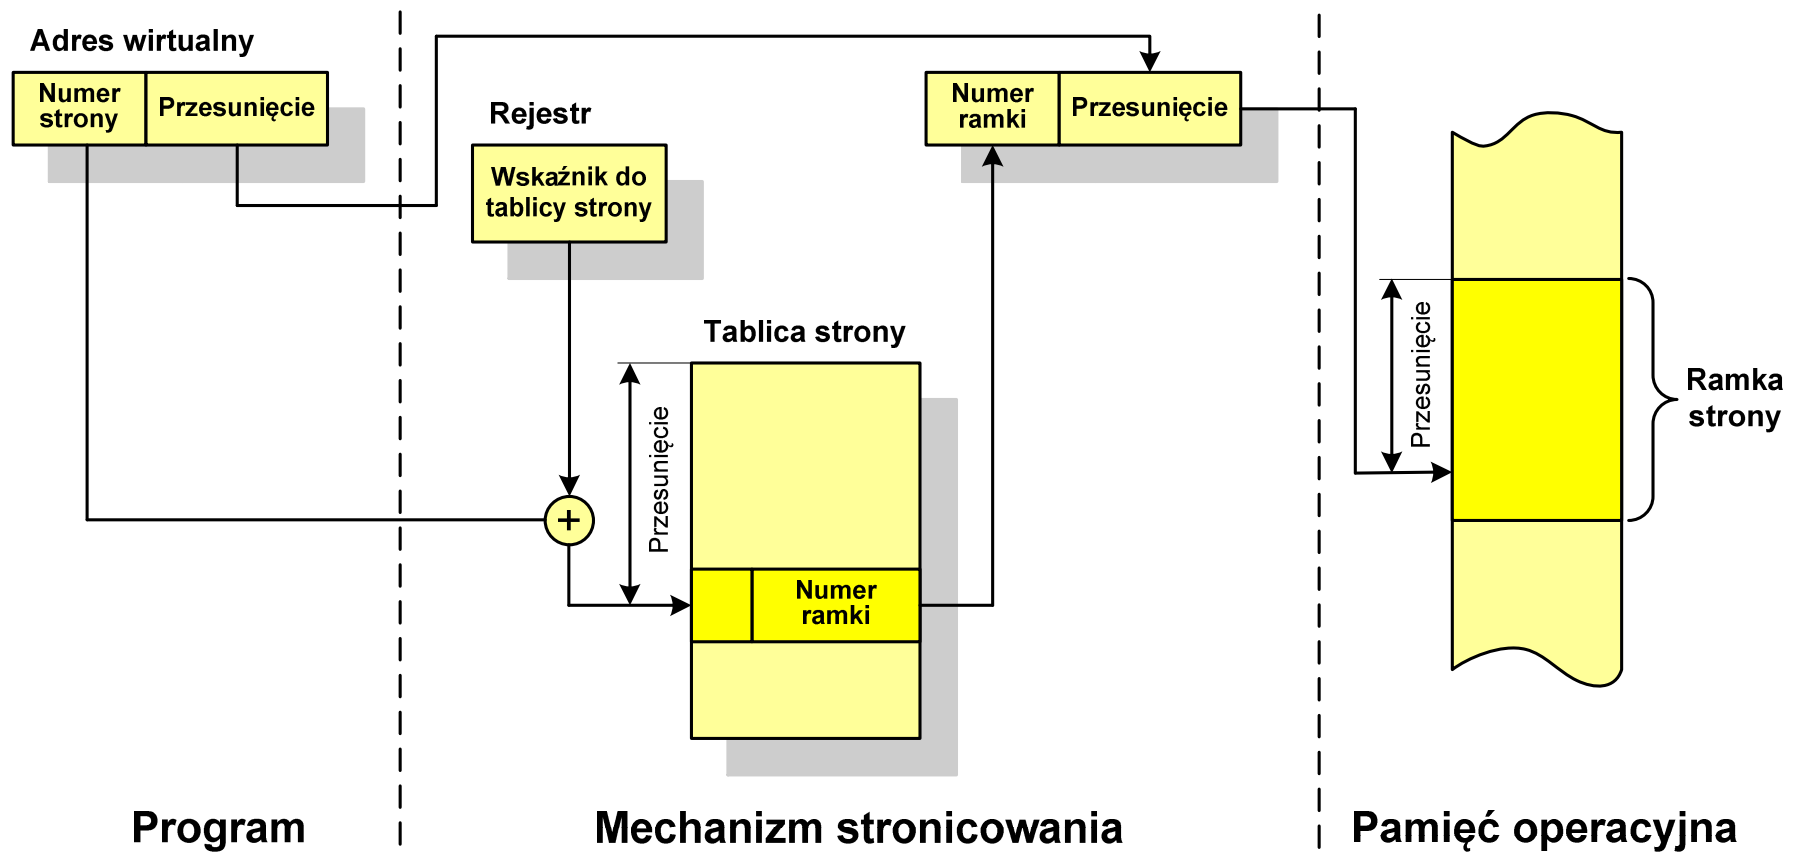 Adres wirtualny
Numer
strony
Przesunięcie
Rejestr
Wskaźnik do
tablicy strony
Numer
ramki
Przesunięcie
Tablica strony
Przesunięcie
Numer
ramki
Przesunięcie
Ramka
strony
+
Program
Mechanizm stronicowania
Pamięć operacyjna